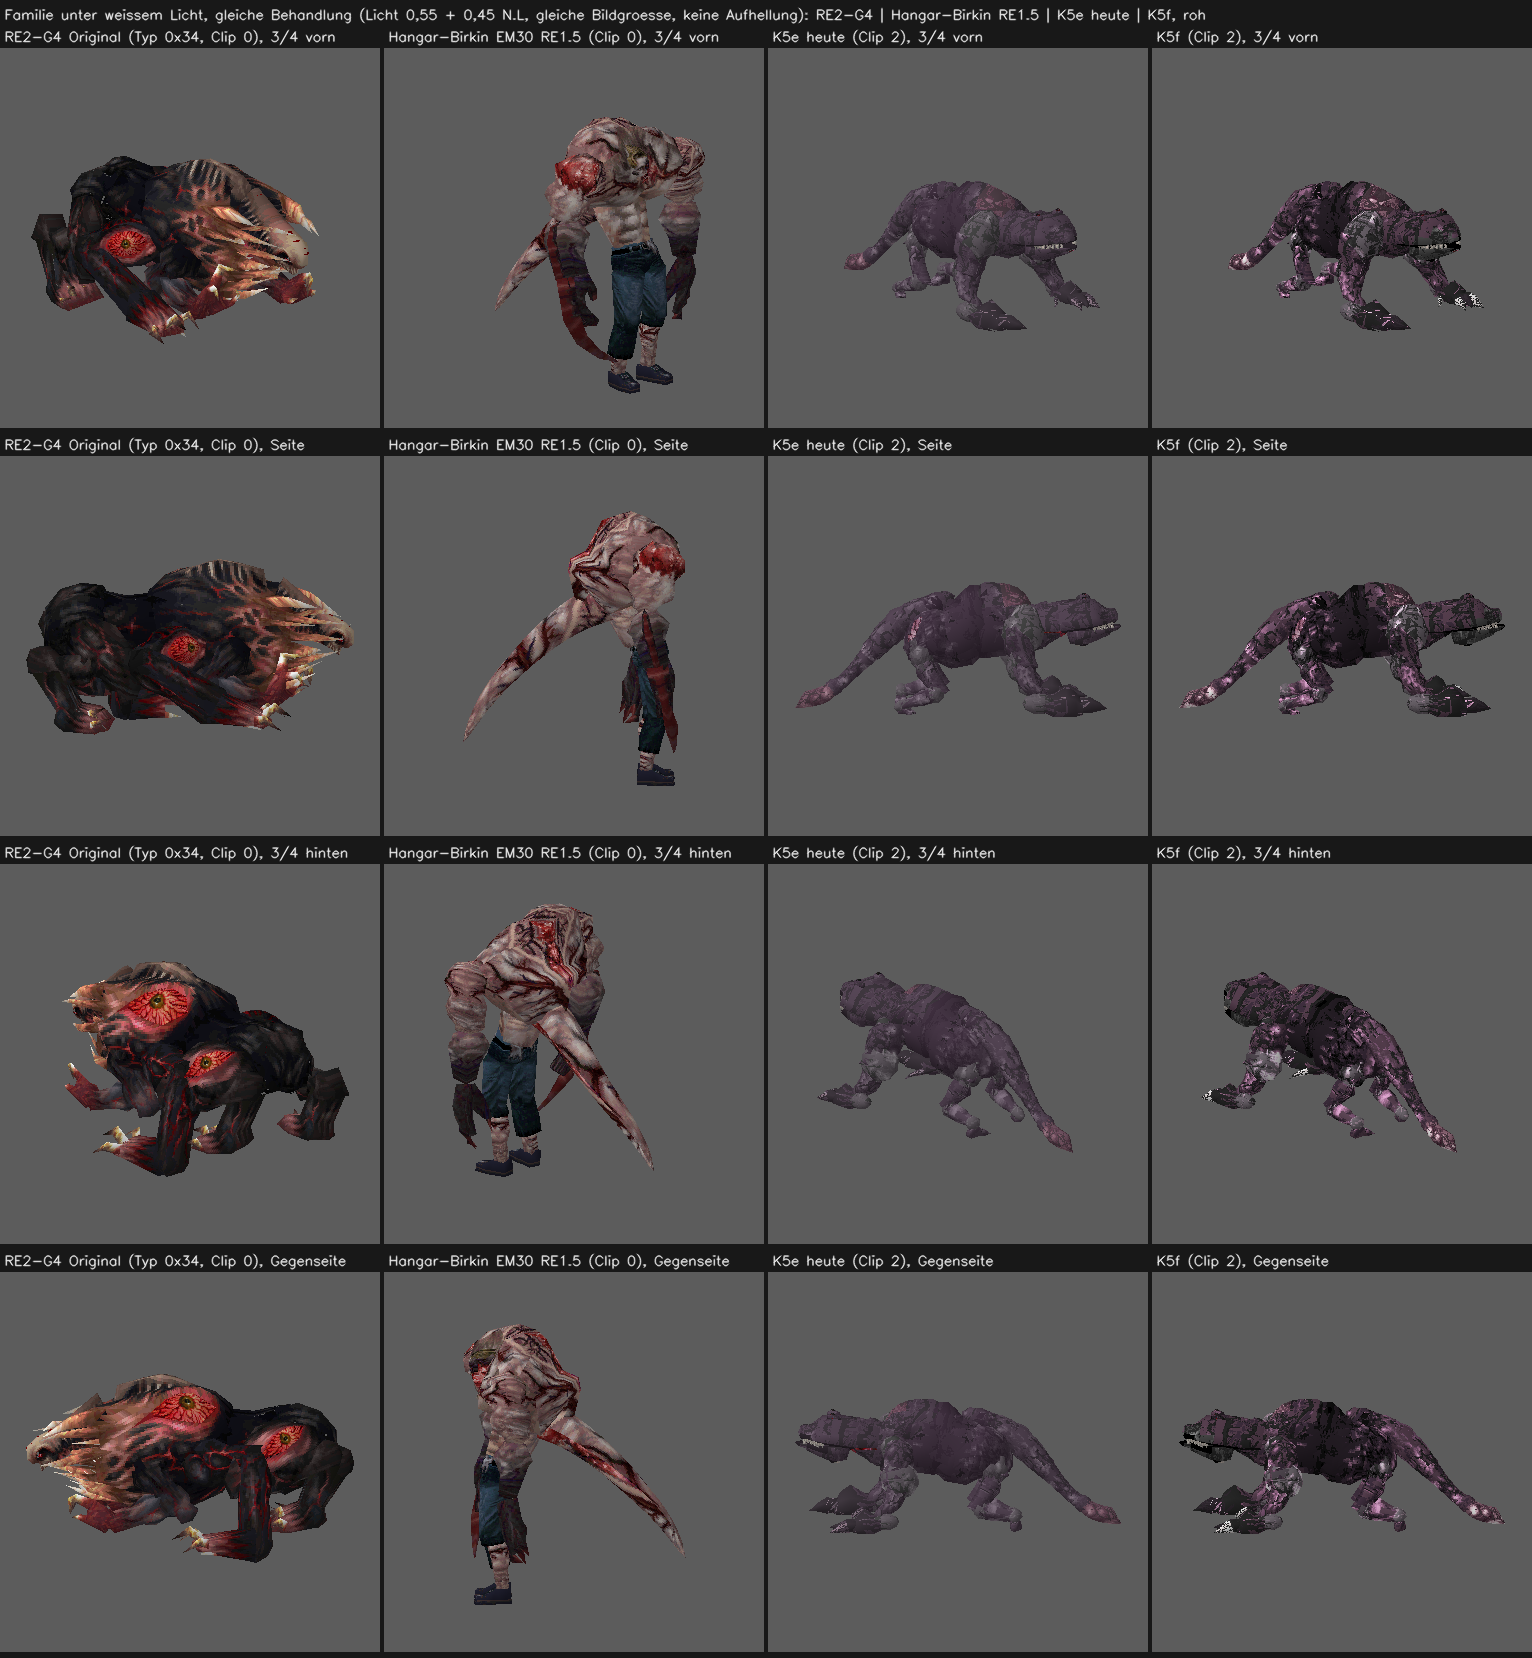 Familie unter weissem Licht, gleiche Behandlung (Licht 0,55 + 0,45 N.L, gleiche Bildgroesse, keine Aufhellung): RE2-G4 | Hangar-Birkin RE1.5 | K5e heute | K5f, roh
RE2-G4 Original (Typ 0x34, Clip 0), 3/4 vorn
Hangar-Birkin EM30 RE1.5 (Clip 0), 3/4 vorn
K5e heute (Clip 2), 3/4 vorn
K5f (Clip 2), 3/4 vorn
RE2-G4 Original (Typ 0x34, Clip 0), Seite
Hangar-Birkin EM30 RE1.5 (Clip 0), Seite
K5e heute (Clip 2), Seite
K5f (Clip 2), Seite
RE2-G4 Original (Typ 0x34, Clip 0), 3/4 hinten
Hangar-Birkin EM30 RE1.5 (Clip 0), 3/4 hinten
K5e heute (Clip 2), 3/4 hinten
K5f (Clip 2), 3/4 hinten
RE2-G4 Original (Typ 0x34, Clip 0), Gegenseite
Hangar-Birkin EM30 RE1.5 (Clip 0), Gegenseite
K5e heute (Clip 2), Gegenseite
K5f (Clip 2), Gegenseite